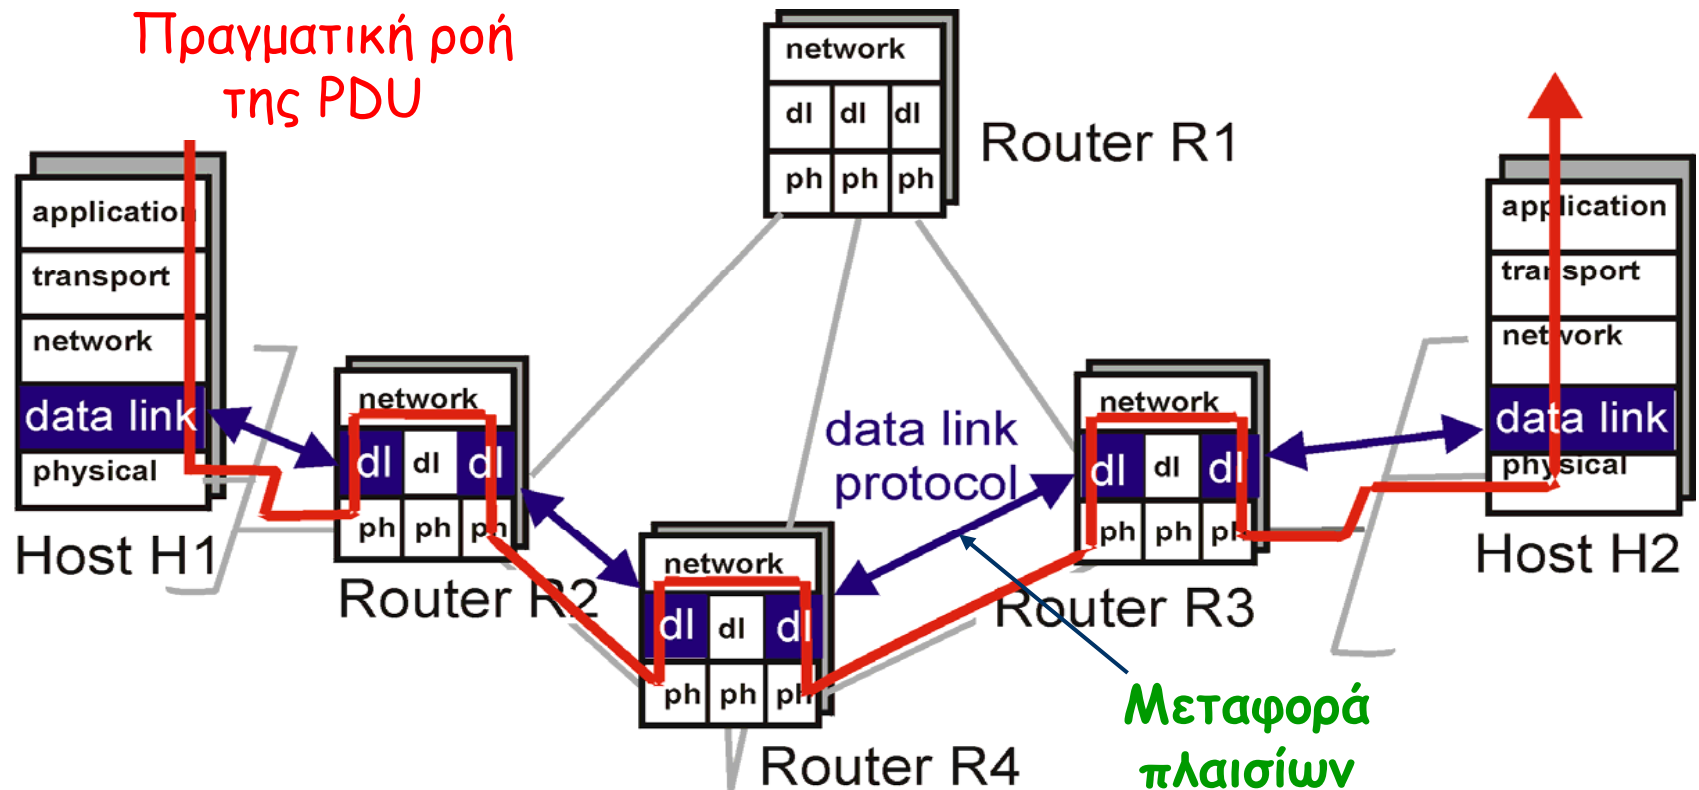 Πραγματική ροή
της PDU
network
dl dl dl
ph ph ph
Router R1
application
transport
network
data link
physical
Host H1
network
dl dl dl
ph ph ph
Router R2
network
dl dl dl
ph ph ph
Router R4
data link
protocol
network
dl dl dl
ph ph ph
Router R3
application
transport
network
data link
physical
Host H2
Μεταφορά
πλαισίων